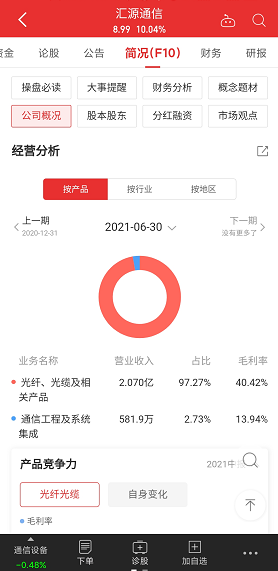 汇源通信
8.99 10.04%
资金 论股 公告 简况(F10) 财务 研报
操盘必读 大事提醒 财务分析 概念题材
公司概况 股本股东 分红融资 市场观点
经营分析
按产品 按行业 按地区
上一期 2021-06-30 下一期
2020-12-31 没有更多了
业务名称 营业收入 占比 毛利率
光纤、光缆及相 2.070亿 97.27% 40.42%
关产品
通信工程及系统 581.9万 2.73% 13.94%
集成
产品竞争力 2021中
光纤光缆 自身变化
毛利率
通信设备 下单 诊股 加自选
-0.48%